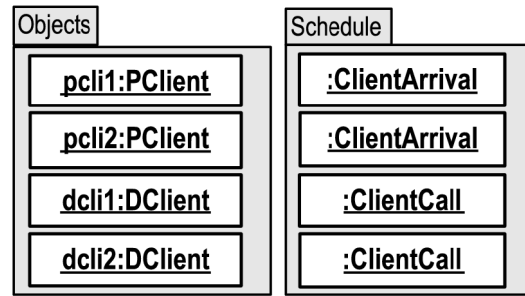 Objects
pcli1:PClient
pcli2:PClient
dcli1:DClient
dcli2:DClient
Schedule
:ClientArrival
:ClientArrival
:ClientCall
:ClientCall